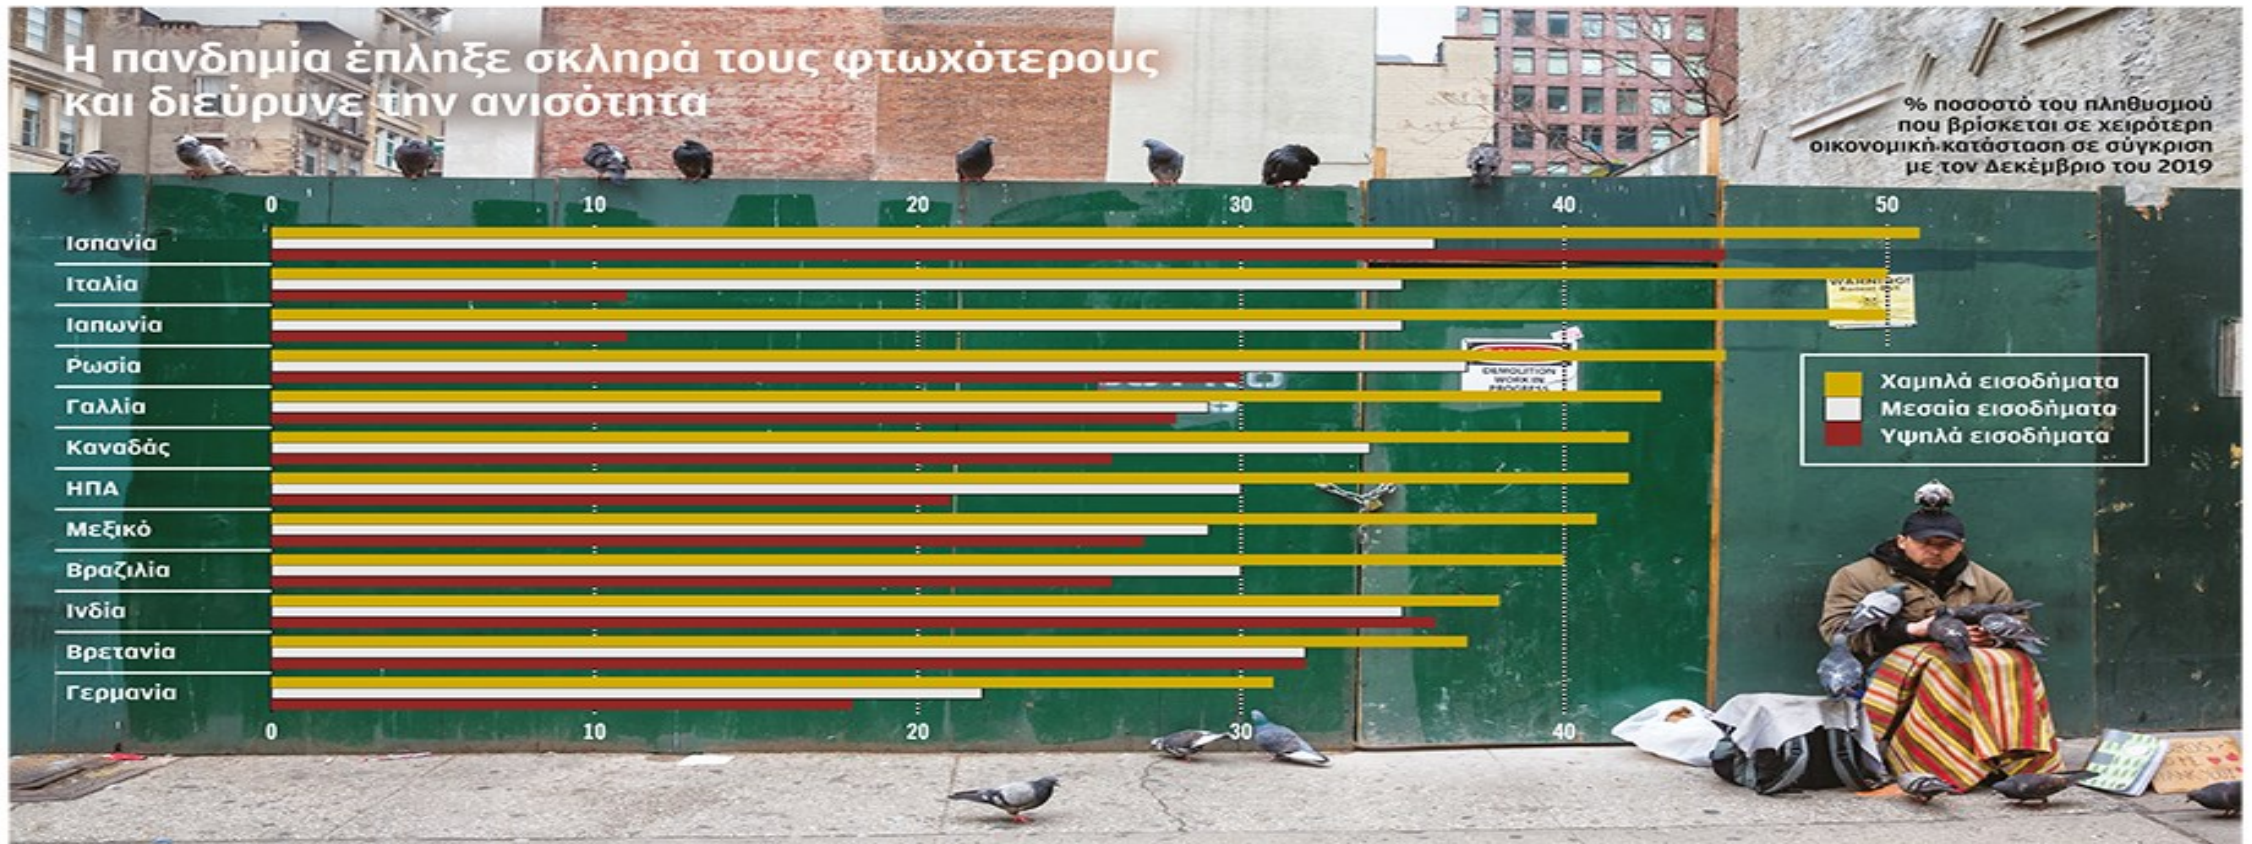 Η πανδημία έπληξε σκληρά τους φτωχότερους
και διεύρυνε την ανισότητα
% ποσοστό του πληθυσμού
που βρίσκεται σε χειρότερη
οικονομική κατάσταση σε σύγκριση
με τον Δεκέμβριο του 2019
0 10 20 30 40 50
Ισπανία
Ιταλία
Ιαπωνία
Ρωσία
Γαλλία
Καναδάς
ΗΠΑ
Μεξικό
Βραζιλία
Ινδία
Βρετανία
Γερμανία
0 10 20 30 40
Χαμηλά εισοδήματα
Μεσαία εισοδήματα
Υψηλά εισοδήματα
WARNING!
DEMOLITION
WORK IN
PROGRESS